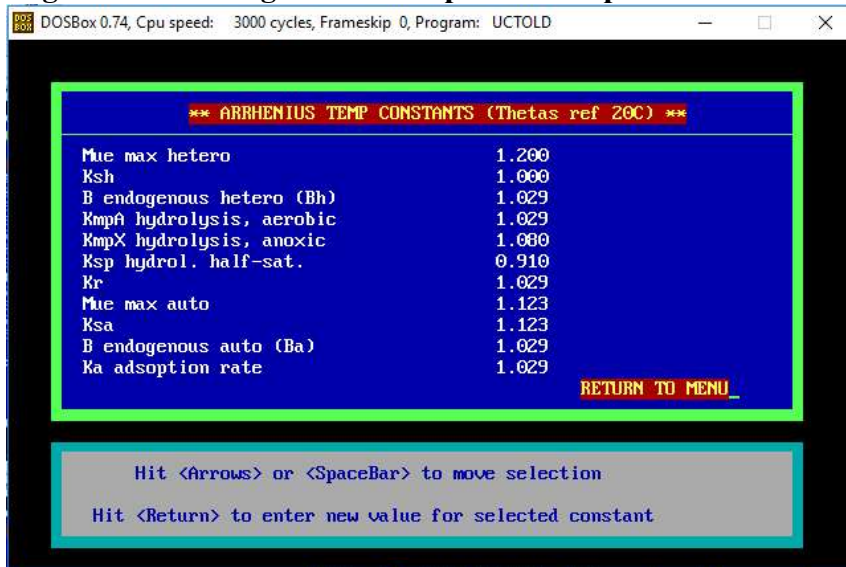 DOSBox 0.74, Cpu speed: 3000 cycles, Frameskip 0, Program: UCTOLD
** ARRHENIUS TEMP CONSTANTS (Thetas ref 20C) **
Mue max hetero 1.200
Ksh 1.000
B endogenous hetero (Bh) 1.029
KmpA hydrolysis, aerobic 1.029
KmpX hydrolysis, anoxic 1.080
Ksp hydrol. half-sat. 0.910
Kr 1.029
Mue max auto 1.123
Ksa 1.123
B endogenous auto (Ba) 1.029
Ka adsoption rate 1.029
RETURN TO MENU_
Hit <Arrows> or <SpaceBar> to move selection
Hit <Return> to enter new value for selected constant